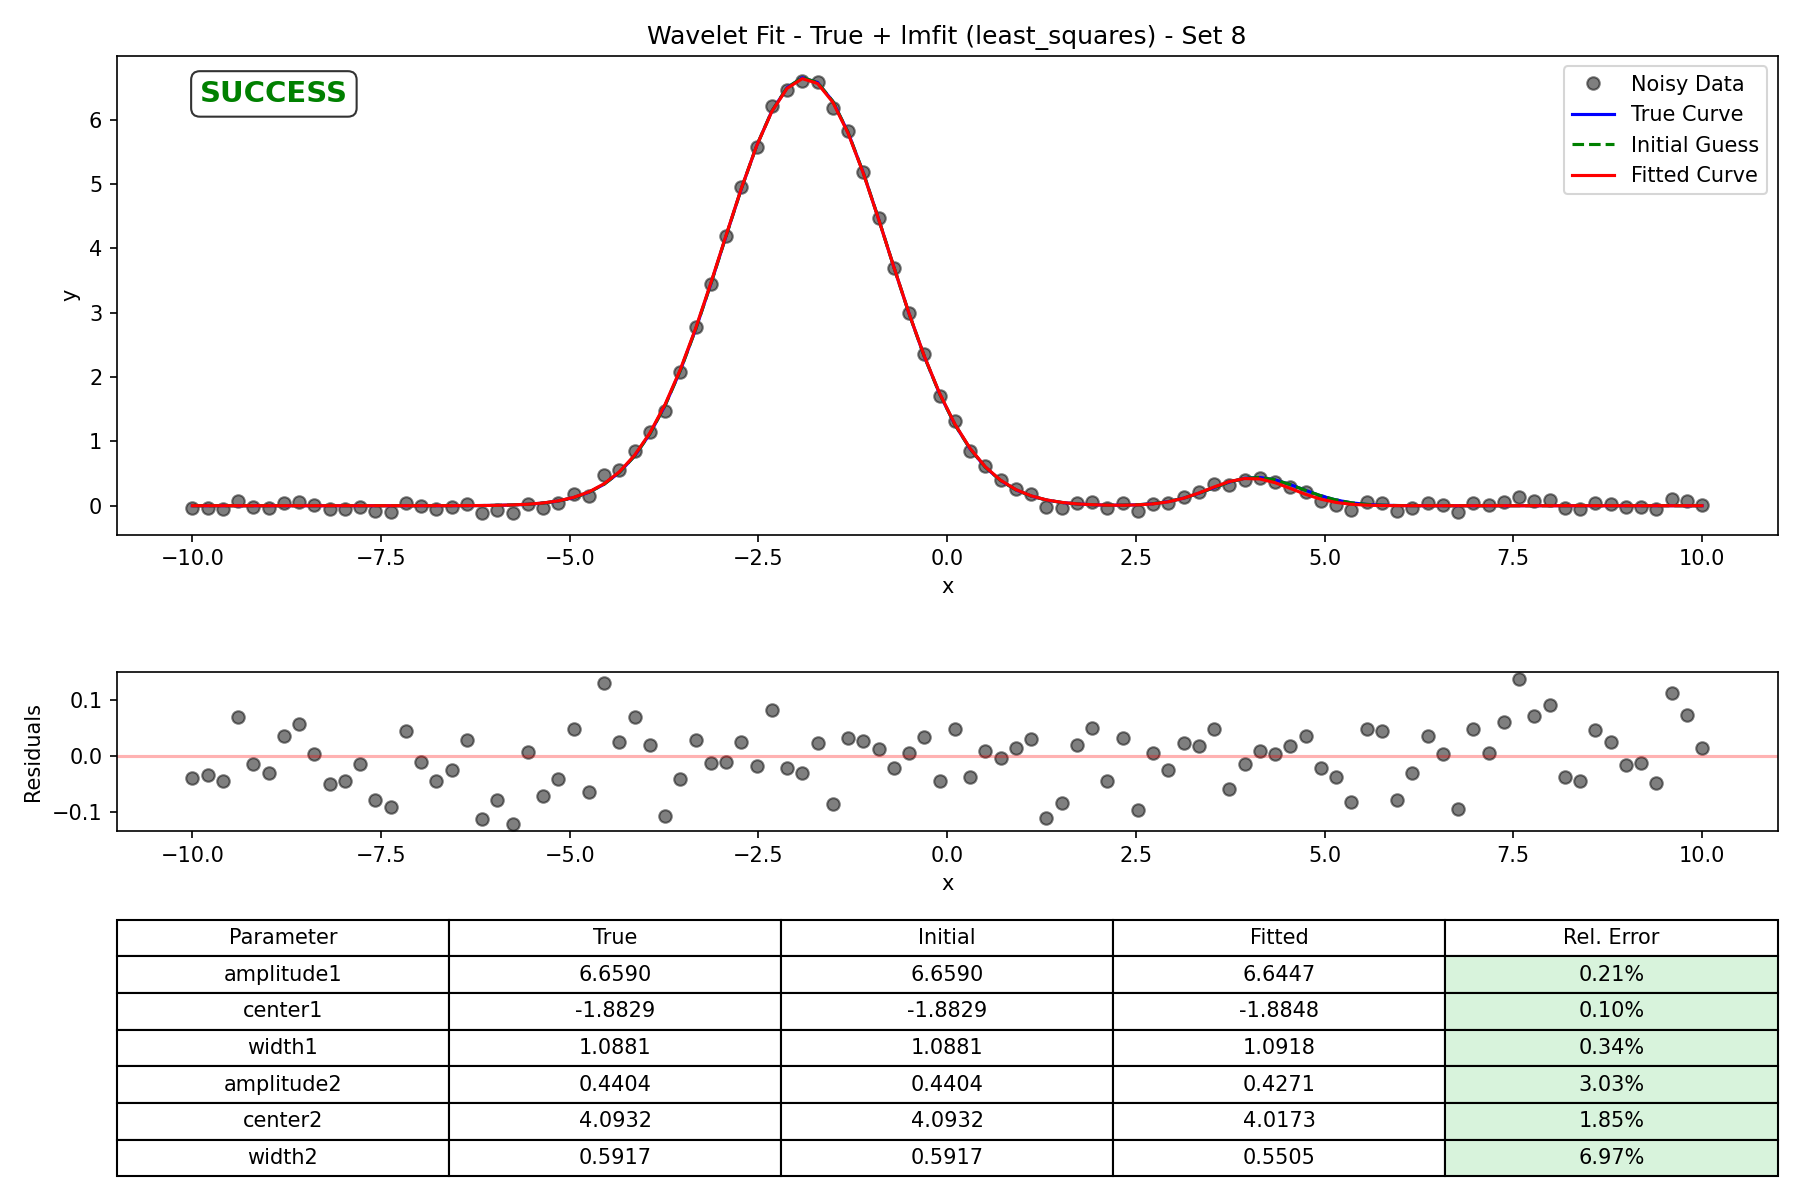 Wavelet Fit - True + lmfit (least_squares) - Set 8
SUCCESS
Noisy Data
True Curve
Initial Guess
Fitted Curve
y
6
5
4
3
2
1
0
−10.0 −7.5 −5.0 −2.5 0.0 2.5 5.0 7.5 10.0
x
Residuals
0.1
0.0
−0.1
−10.0 −7.5 −5.0 −2.5 0.0 2.5 5.0 7.5 10.0
x
Parameter True Initial Fitted Rel. Error
amplitude1 6.6590 6.6590 6.6447 0.21%
center1 -1.8829 -1.8829 -1.8848 0.10%
width1 1.0881 1.0881 1.0918 0.34%
amplitude2 0.4404 0.4404 0.4271 3.03%
center2 4.0932 4.0932 4.0173 1.85%
width2 0.5917 0.5917 0.5505 6.97%